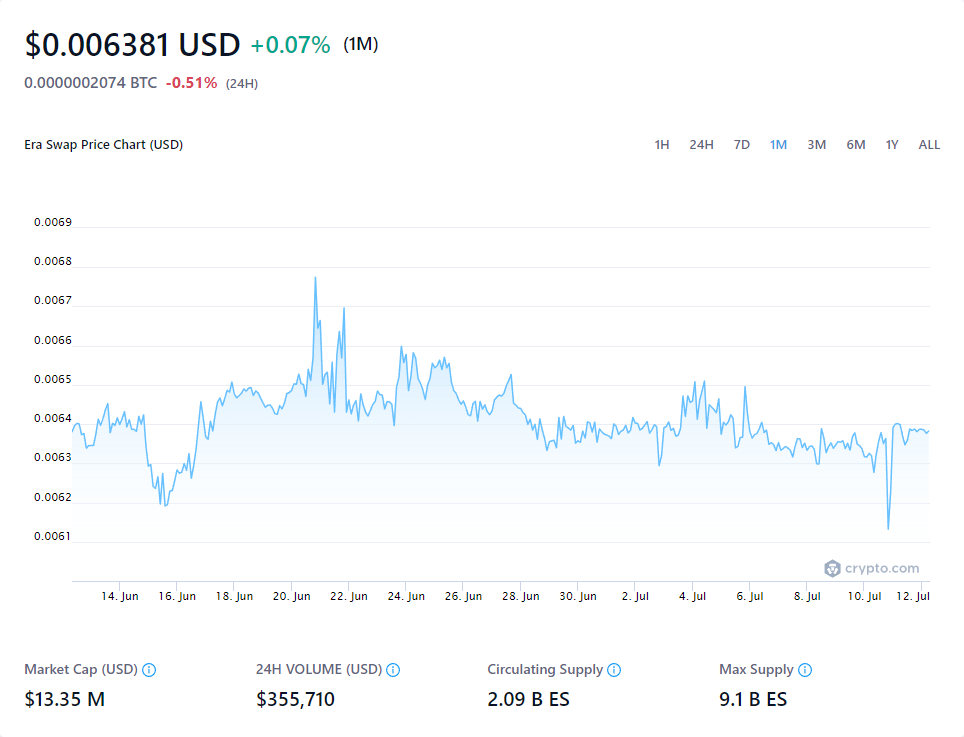 $0.006381 USD +0.07% (1M)
0.0000002074 BTC -0.51% (24H)
Era Swap Price Chart (USD) 1H 24H 7D 1M 3M 6M 1Y ALL
0.0069
0.0068
0.0067
0.0066
0.0065
0.0064
0.0063
0.0062
0.0061
crypto.com
14. Jun 16. Jun 18. Jun 20. Jun 22. Jun 24. Jun 26. Jun 28. Jun 30. Jun 2. Jul 4. Jul 6. Jul 8. Jul 10. Jul 12. Jul
Market Cap (USD) 24H VOLUME (USD) Circulating Supply Max Supply
$13.35 M $355,710 2.09 B ES 9.1 B ES